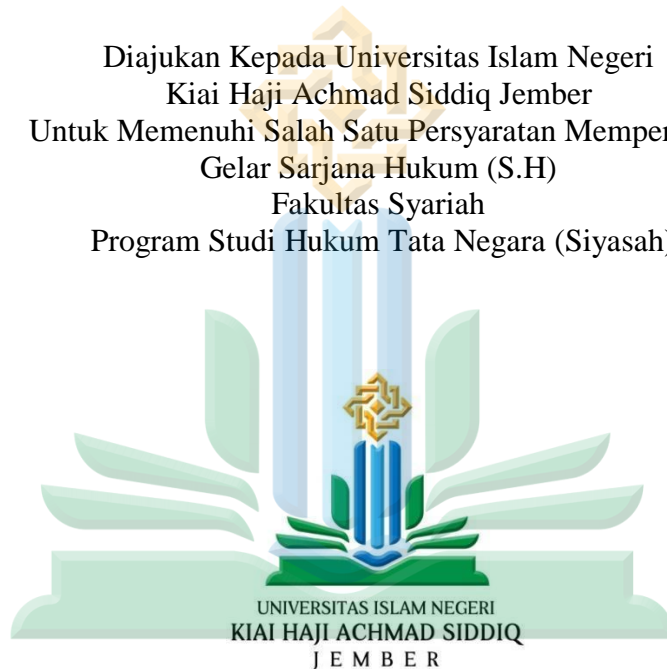 Diajukan Kepada Universitas Islam Negeri
Kiai Haji Achmad Siddiq Jember
Untuk Memenuhi Salah Satu Persyaratan
Gelar Sarjana Hukum (S.H)
Fakultas Syariah
Program Studi Hukum Tata Negara (Siyasah)
UNIVERSITAS ISLAM NEGERI
KIAI HAJI ACHMAD SIDDIQ
JEMBER